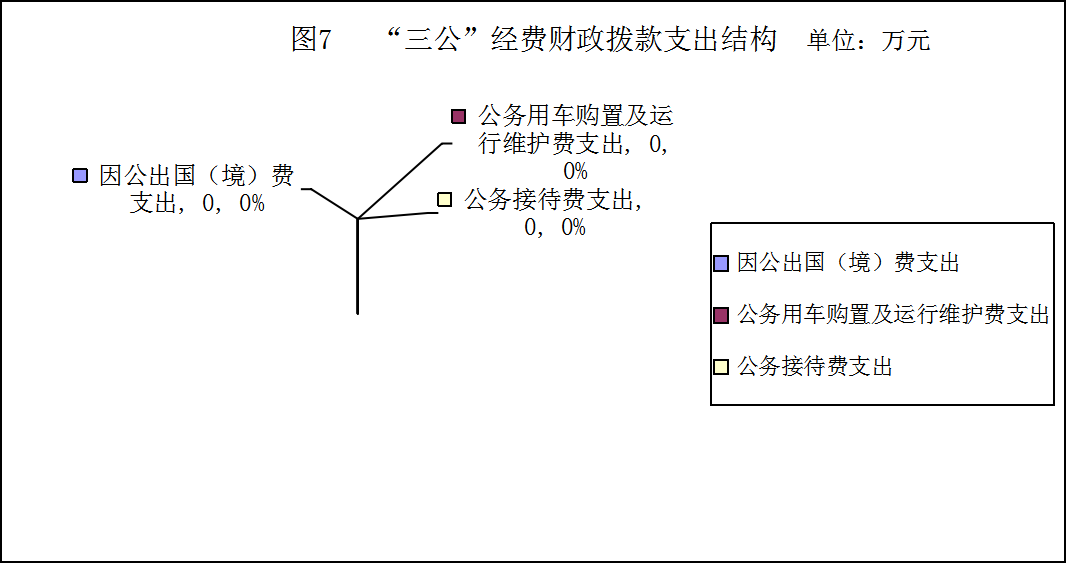 图7 “三公”经费财政拨款支出结构 单位：万元
公务用车购置及运
行维护费支出, 0,
0%
因公出国（境）费
支出, 0, 0%
公务接待费支出,
0, 0%
因公出国（境）费支出
公务用车购置及运行维护费支出
公务接待费支出